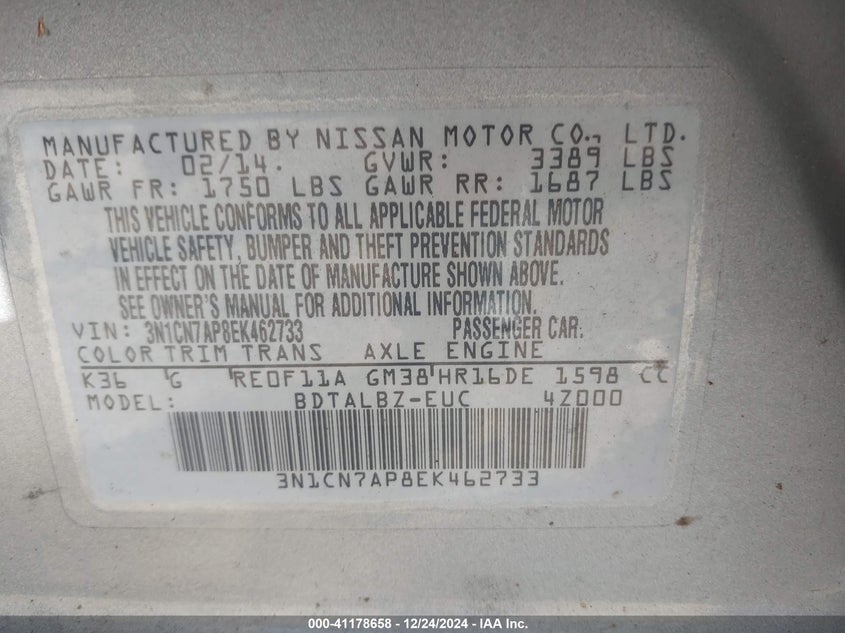 MANUFACTURED BY NISSAN MOTOR CO., LTD.
DATE: 02/14. GVWR: 3389 LBS
GAWR FR: 1750 LBS GAWR RR: 1687 LBS
THIS VEHICLE CONFORMS TO ALL APPLICABLE FEDERAL MOTOR
VEHICLE SAFETY, BUMPER AND THEFT PREVENTION STANDARDS
IN EFFECT ON THE DATE OF MANUFACTURE SHOWN ABOVE.
SEE OWNER'S MANUAL FOR ADDITIONAL INFORMATION.
VIN: 3N1CN7AP8EK462733 PASSENGER CAR.
COLOR TRIM TRANS AXLE ENGINE
K36 G RE0F11A GM38 HR16DE 1598 CC
MODEL: BDTALBZ-EUC 4Z000
3N1CN7AP8EK462733
000-41178658 - 12/24/2024 - IAA Inc.